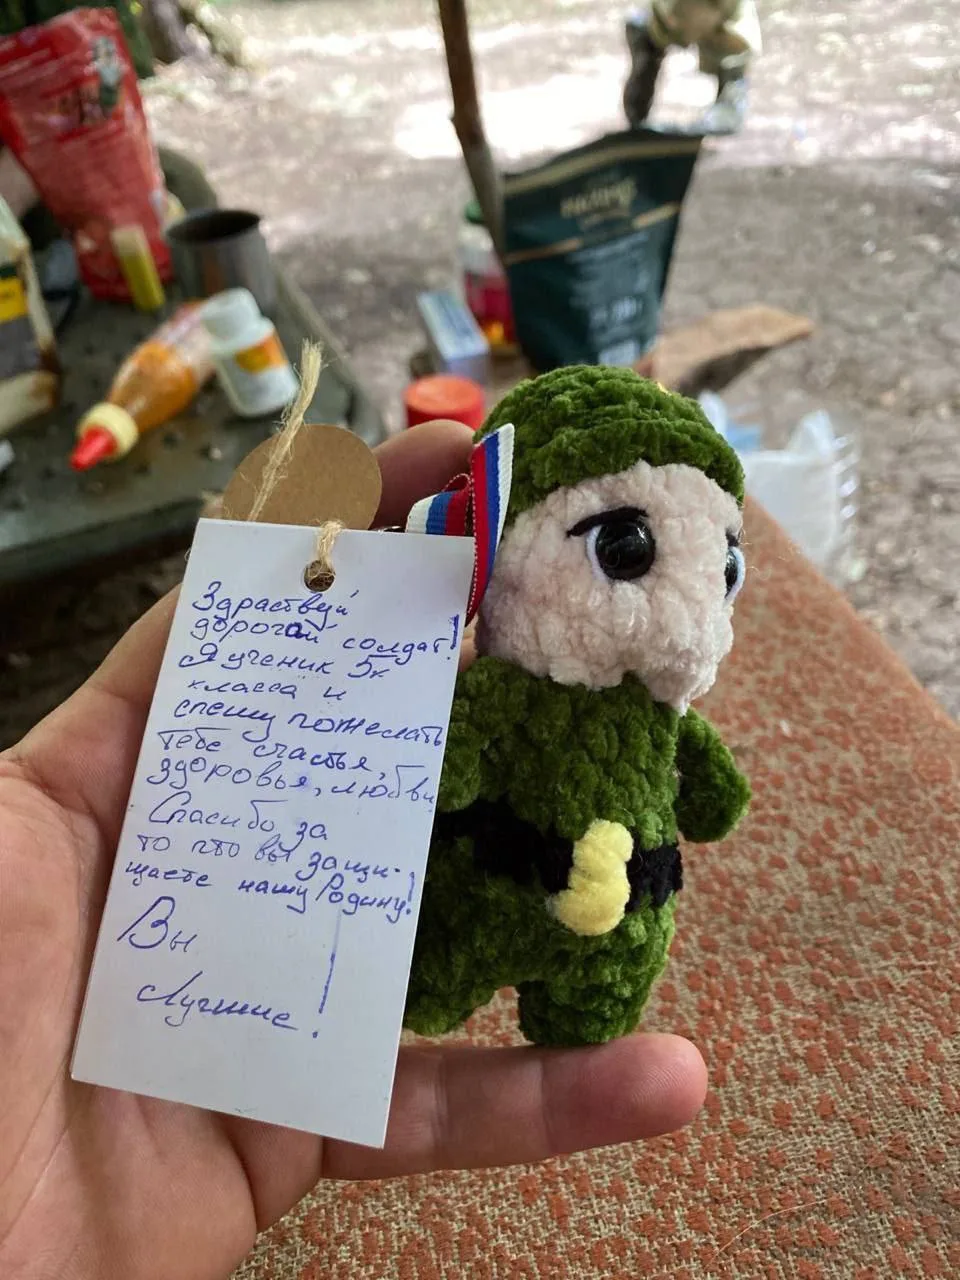 Здраствуй
дорогой солдат!
Я ученик 5х
класса и
спешу пожелать
тебе счастья,
здоровья, любви
Спасибо за
то что вы защи-
щаете нашу Родину!
Вы
Лучшие!